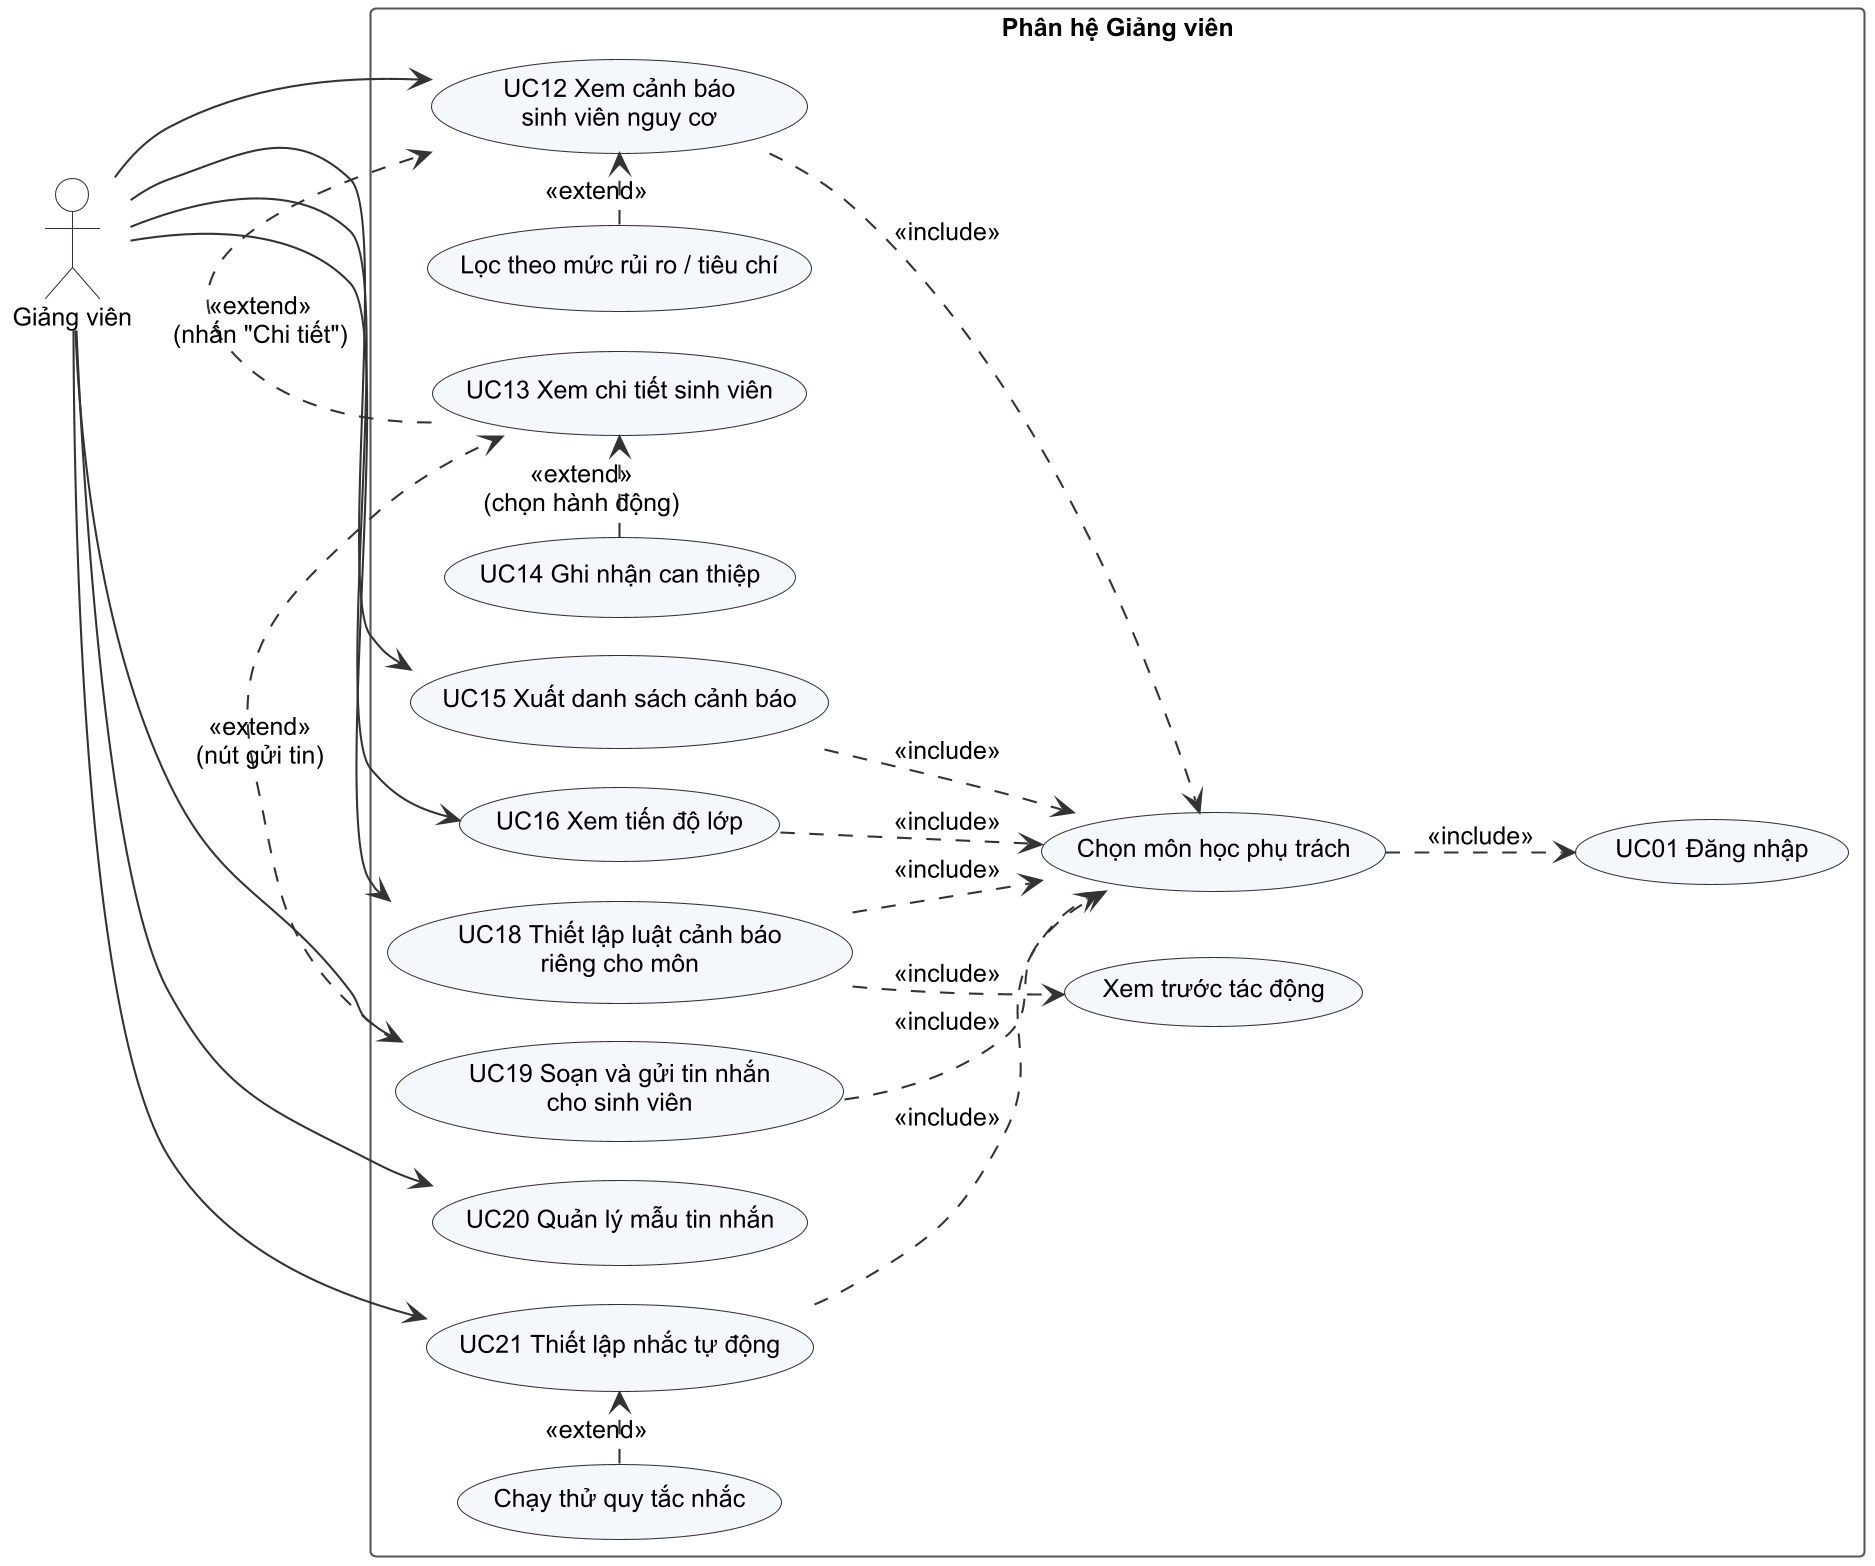 Phân hệ Giảng viên
UC12 Xem cảnh báo
sinh viên nguy cơ
«extend»
«include»
Lọc theo mức rủi ro / tiêu chí
Giảng viên
«extend»
(nhấn "Chi tiết")
UC13 Xem chi tiết sinh viên
«extend»
(chọn hành động)
UC14 Ghi nhận can thiệp
UC15 Xuất danh sách cảnh báo
«extend»
(nút gửi tin)
«include»
UC16 Xem tiến độ lớp
«include»
Chọn môn học phụ trách
«include»
UC01 Đăng nhập
«include»
UC18 Thiết lập luật cảnh báo
riêng cho môn
«include»
Xem trước tác động
«include»
UC19 Soạn và gửi tin nhắn
cho sinh viên
«include»
UC20 Quản lý mẫu tin nhắn
UC21 Thiết lập nhắc tự động
«extend»
Chạy thử quy tắc nhắc